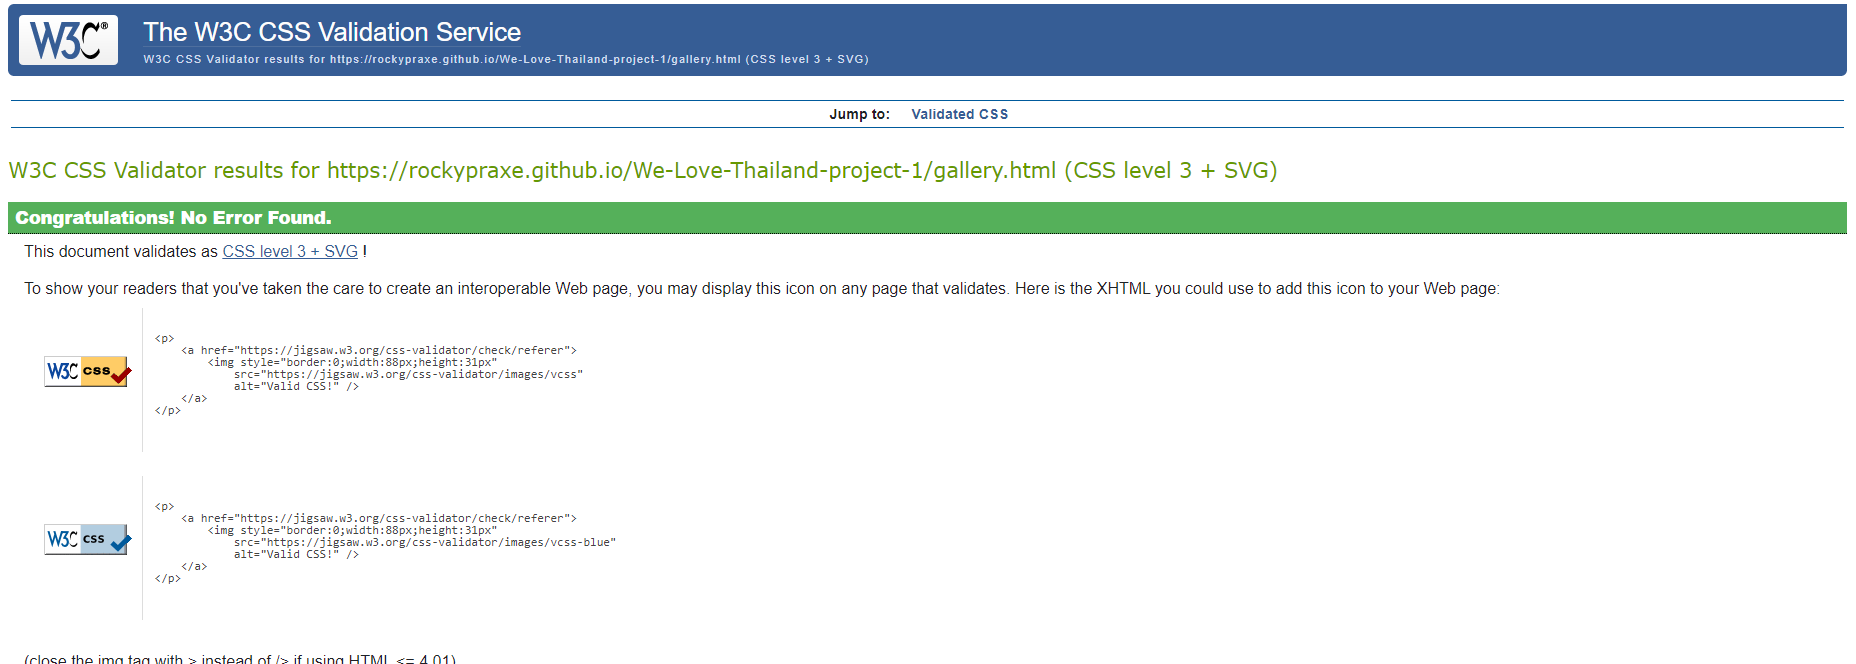 W3C® The W3C CSS Validation Service
W3C CSS Validator results for https://rockypraxe.github.io/We-Love-Thailand-project-1/gallery.html (CSS level 3 + SVG)
Jump to: Validated CSS
W3C CSS Validator results for https://rockypraxe.github.io/We-Love-Thailand-project-1/gallery.html (CSS level 3 + SVG)
Congratulations! No Error Found.
This document validates as CSS level 3 + SVG !
To show your readers that you've taken the care to create an interoperable Web page, you may display this icon on any page that validates. Here is the XHTML you could use to add this icon to your Web page:
W3C css
<p>
<a href="https://jigsaw.w3.org/css-validator/check/referer">
<img style="border:0;width:88px;height:31px"
src="https://jigsaw.w3.org/css-validator/images/vcss"
alt="Valid CSS!" />
</a>
</p>
W3C css
<p>
<a href="https://jigsaw.w3.org/css-validator/check/referer">
<img style="border:0;width:88px;height:31px"
src="https://jigsaw.w3.org/css-validator/images/vcss-blue"
alt="Valid CSS!" />
</a>
</p>
(close the img tag with > instead of /> if using HTML <= 4.01)